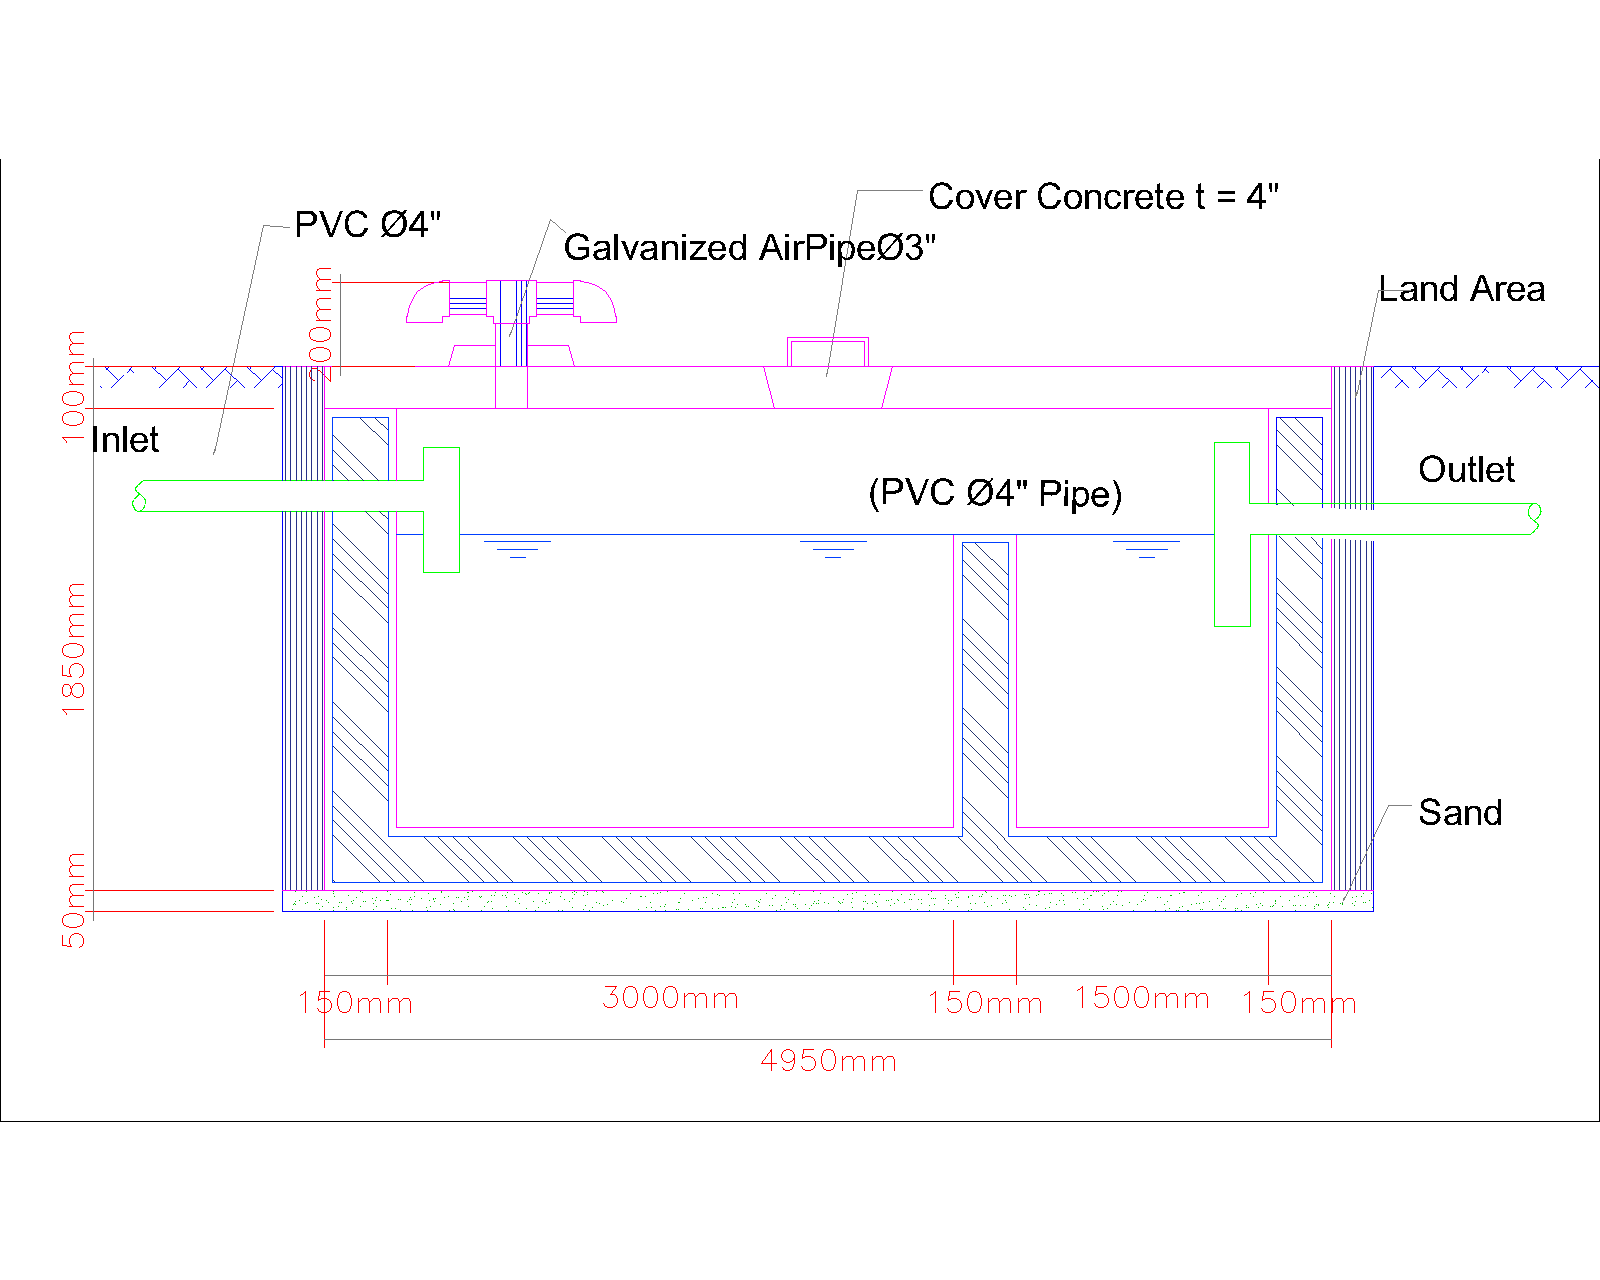 Cover Concrete t = 4"
PVC Ø4"
Galvanized AirPipeØ3"
Land Area
200mm
100mm
Inlet
Outlet
(PVC Ø4" Pipe)
1850mm
Sand
50mm
150mm
3000mm
150mm
1500mm
150mm
4950mm